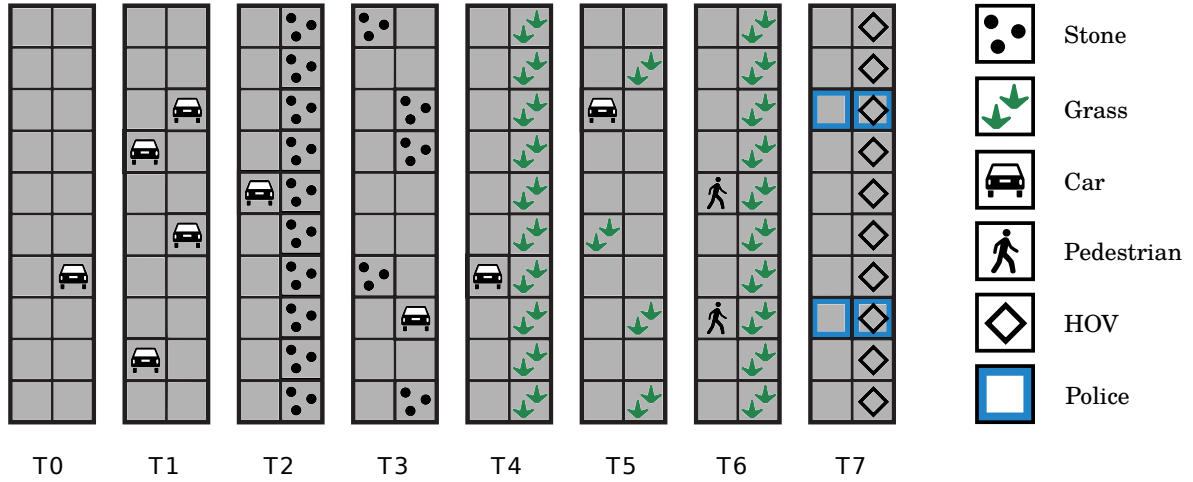 Stone
Grass
Car
Pedestrian
HOV
Police
T0 T1 T2 T3 T4 T5 T6 T7